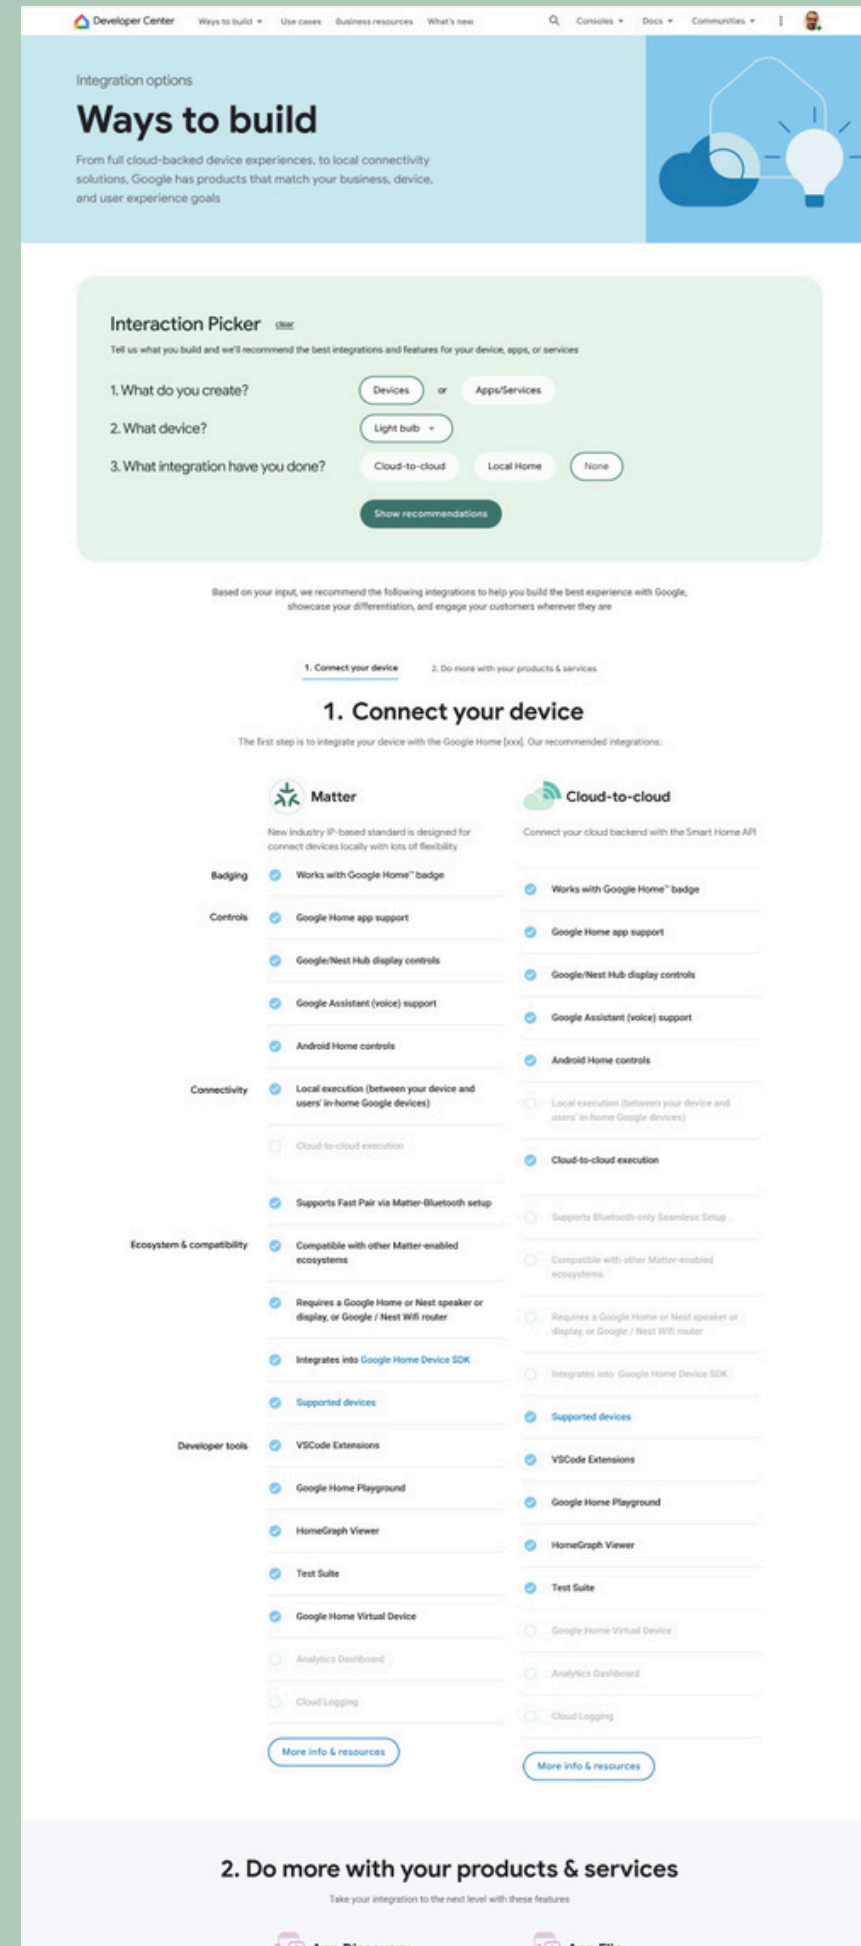 Developer Center
Ways to build
Use cases
Business resources
What's new
Consoles
Docs
Communities
Integration options
Ways to build
From full cloud-backed device experiences, to local connectivity
solutions, Google has products that match your business, device,
and user experience goals
Interaction Picker clear
Tell us what you build and we'll recommend the best integrations and features for your device, apps, or services
1. What do you create?
Devices or Apps/Services
2. What device?
Light bulb
3. What integration have you done?
Cloud-to-cloud
Local Home
None
Show recommendations
Based on your input, we recommend the following integrations to help you build the best experience with Google,
showcase your differentiation, and engage your customers wherever they are
1. Connect your device
2. Do more with your products & services
1. Connect your device
The first step is to integrate your device with the Google Home [xxx]. Our recommended integrations:
Matter
New industry IP-based standard is designed for
connect devices locally with lots of flexibility
Badging
Works with Google Home™ badge
Controls
Google Home app support
Google/Nest Hub display controls
Google Assistant (voice) support
Android Home controls
Connectivity
Local execution (between your device and
users' in-home Google devices)
Cloud-to-cloud execution
Supports Fast Pair via Matter-Bluetooth setup
Ecosystem & compatibility
Compatible with other Matter-enabled
ecosystems
Requires a Google Home or Nest speaker or
display, or Google / Nest Wifi router
Integrates into Google Home Device SDK
Supported devices
Developer tools
VSCode Extensions
Google Home Playground
HomeGraph Viewer
Test Suite
Google Home Virtual Device
Analytics Dashboard
Cloud Logging
More info & resources
Cloud-to-cloud
Connect your cloud backend with the Smart Home API
Works with Google Home™ badge
Google Home app support
Google/Nest Hub display controls
Google Assistant (voice) support
Android Home controls
Local execution (between your device and
users' in-home Google devices)
Cloud-to-cloud execution
Supports Bluetooth-only Seamless Setup
Compatible with other Matter-enabled
ecosystems
Requires a Google Home or Nest speaker or
display, or Google / Nest Wifi router
Integrates into Google Home Device SDK
Supported devices
VSCode Extensions
Google Home Playground
HomeGraph Viewer
Test Suite
Google Home Virtual Device
Analytics Dashboard
Cloud Logging
More info & resources
2. Do more with your products & services
Take your integration to the next level with these features